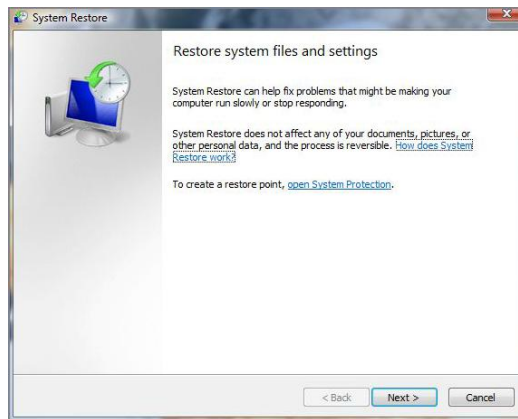 System Restore
Restore system files and settings
System Restore can help fix problems that might be making your
computer run slowly or stop responding.
System Restore does not affect any of your documents, pictures, or
other personal data, and the process is reversible. How does System
Restore work?
To create a restore point, open System Protection.
< Back
Next >
Cancel